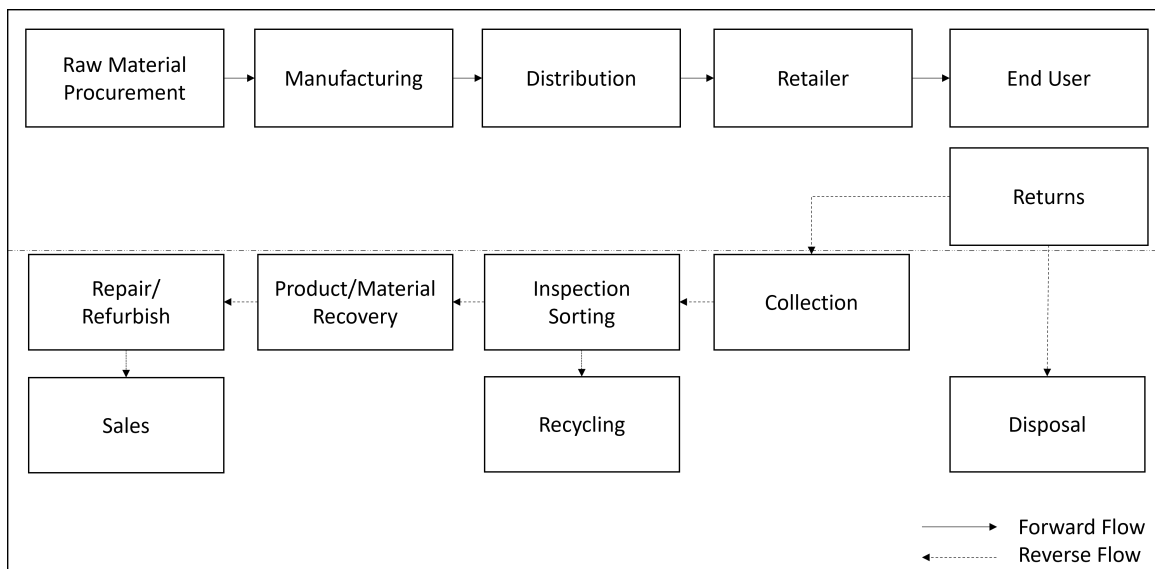 Raw Material
Procurement
Manufacturing
Distribution
Retailer
End User
Returns
Repair/
Refurbish
Product/Material
Recovery
Inspection
Sorting
Collection
Sales
Recycling
Disposal
Forward Flow
Reverse Flow